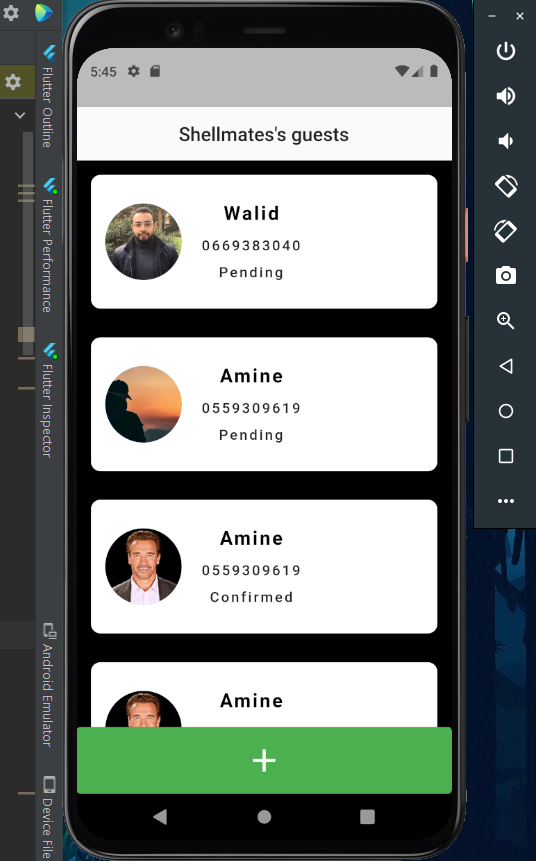 5:45
Shellmates's guests
Walid
0669383040
Pending
Amine
0559309619
Pending
Amine
0559309619
Confirmed
Amine
Flutter Outline
Flutter Performance
Flutter Inspector
Android Emulator
Device File